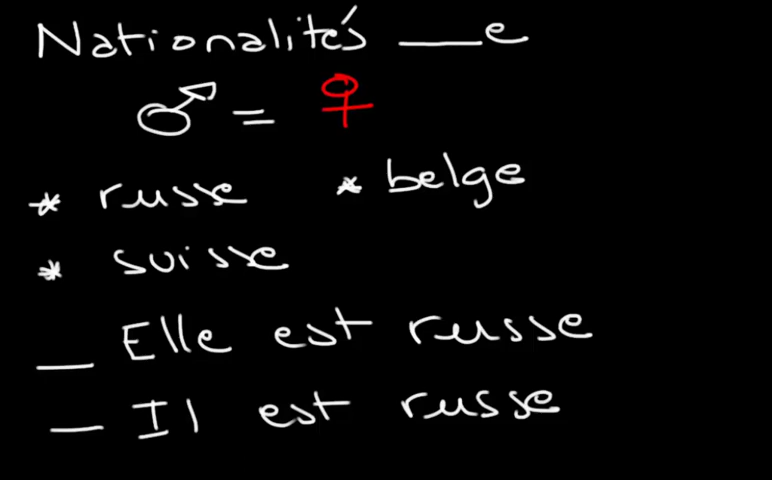 Nationalités ___e
♂ = ♀
* russe * belge
* suisse
_ Elle est russe
_ Il est russe